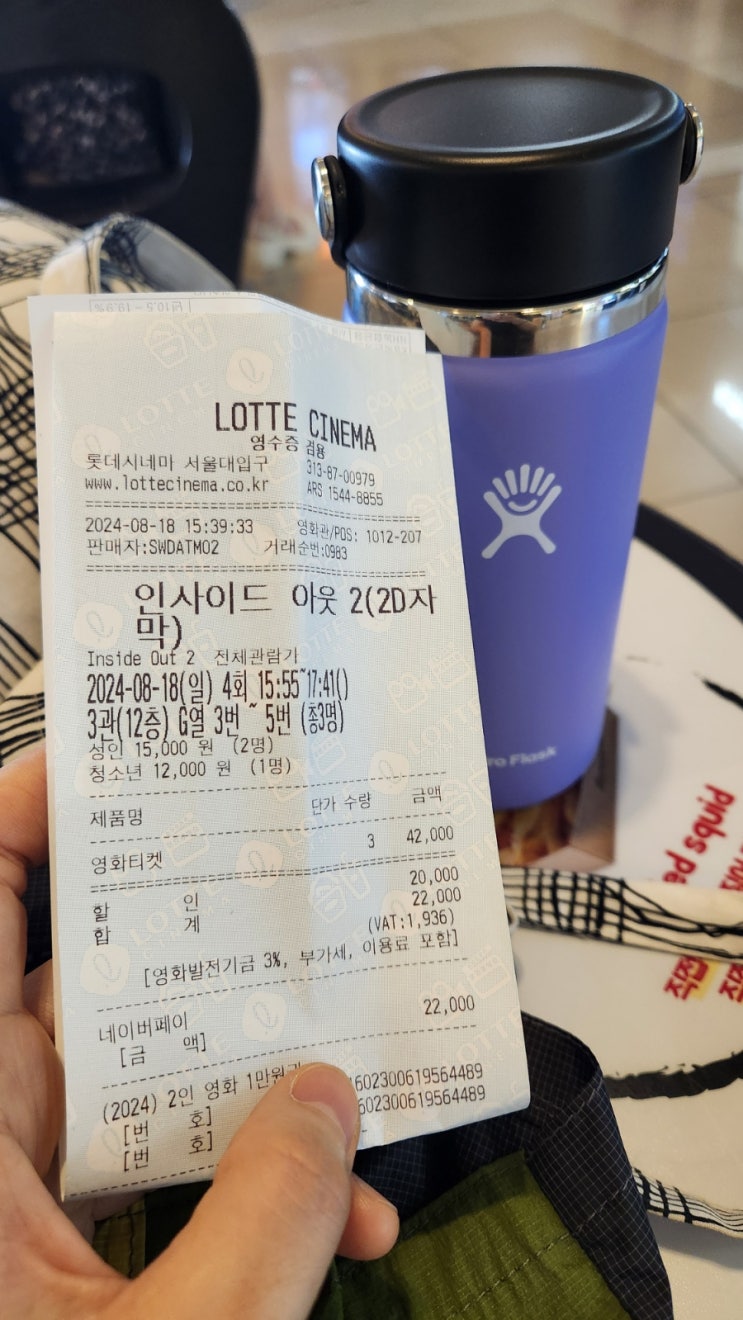 LOTTE CINEMA
영수증 겸용
롯데시네마 서울대입구 313-87-00979
www.lottecinema.co.kr ARS 1544-8855
2024-08-18 15:39:33 영화관/POS: 1012-207
판매자:SWDATM02 거래순번:0983
인사이드 아웃 2(2D자
막)
Inside Out 2 전체관람가
2024-08-18(일) 4회 15:55~17:41()
3관(12층) G열 3번 ~ 5번 (총3명)
성인 15,000 원 (2명)
청소년 12,000 원 (1명)
제품명 단가 수량 금액
영화티켓 3 42,000
할 인 20,000
합 계 22,000
(VAT:1,936)
[영화발전기금 3%, 부가세, 이용료 포함]
네이버페이 22,000
[금 액]
(2024) 2인 영화 1만원
[번 호] 602300619564489
[번 호] 602300619564489
ro Flask
ed squid
직접